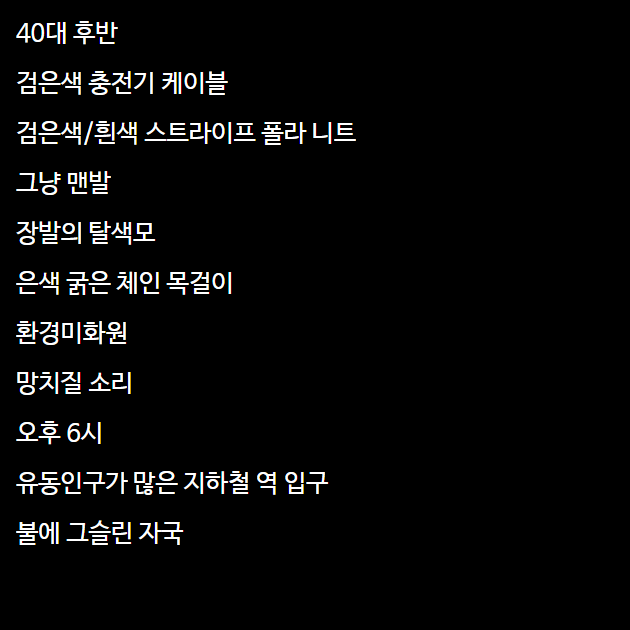 40대 후반
검은색 충전기 케이블
검은색/흰색 스트라이프 폴라 니트
그냥 맨발
장발의 탈색모
은색 굵은 체인 목걸이
환경미화원
망치질 소리
오후 6시
유동인구가 많은 지하철 역 입구
불에 그슬린 자국